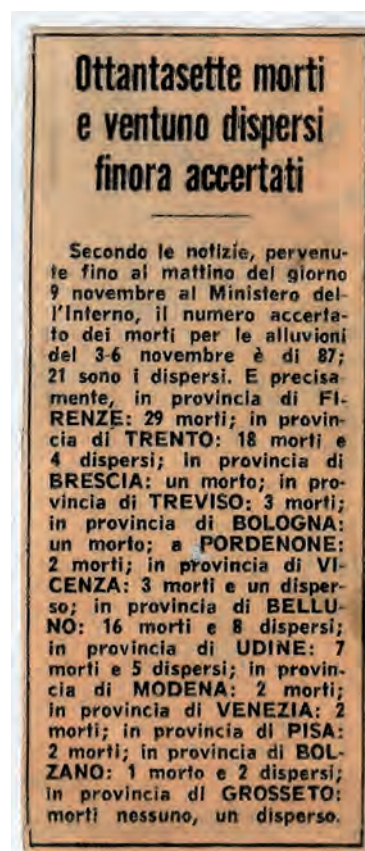 Ottantasette morti
e ventuno dispersi
finora accertati
Secondo le notizie, pervenu-
te fino al mattino del giorno
9 novembre al Ministero del-
l'Interno, il numero accerta-
to dei morti per le alluvioni
del 3-6 novembre è di 87;
21 sono i dispersi. E precisa-
mente, in provincia di FI-
RENZE: 29 morti; in provin-
cia di TRENTO: 18 morti e
4 dispersi; in provincia di
BRESCIA: un morto; in pro-
vincia di TREVISO: 3 morti;
in provincia di BOLOGNA:
un morto; a PORDENONE:
2 morti; in provincia di VI-
CENZA: 3 morti e un disper-
so; in provincia di BELLU-
NO: 16 morti e 8 dispersi;
in provincia di UDINE: 7
morti e 5 dispersi; in provin-
cia di MODENA: 2 morti;
in provincia di VENEZIA: 2
morti; in provincia di PISA:
2 morti; in provincia di BOL-
ZANO: 1 morto e 2 dispersi;
in provincia di GROSSETO:
morti nessuno, un disperso.